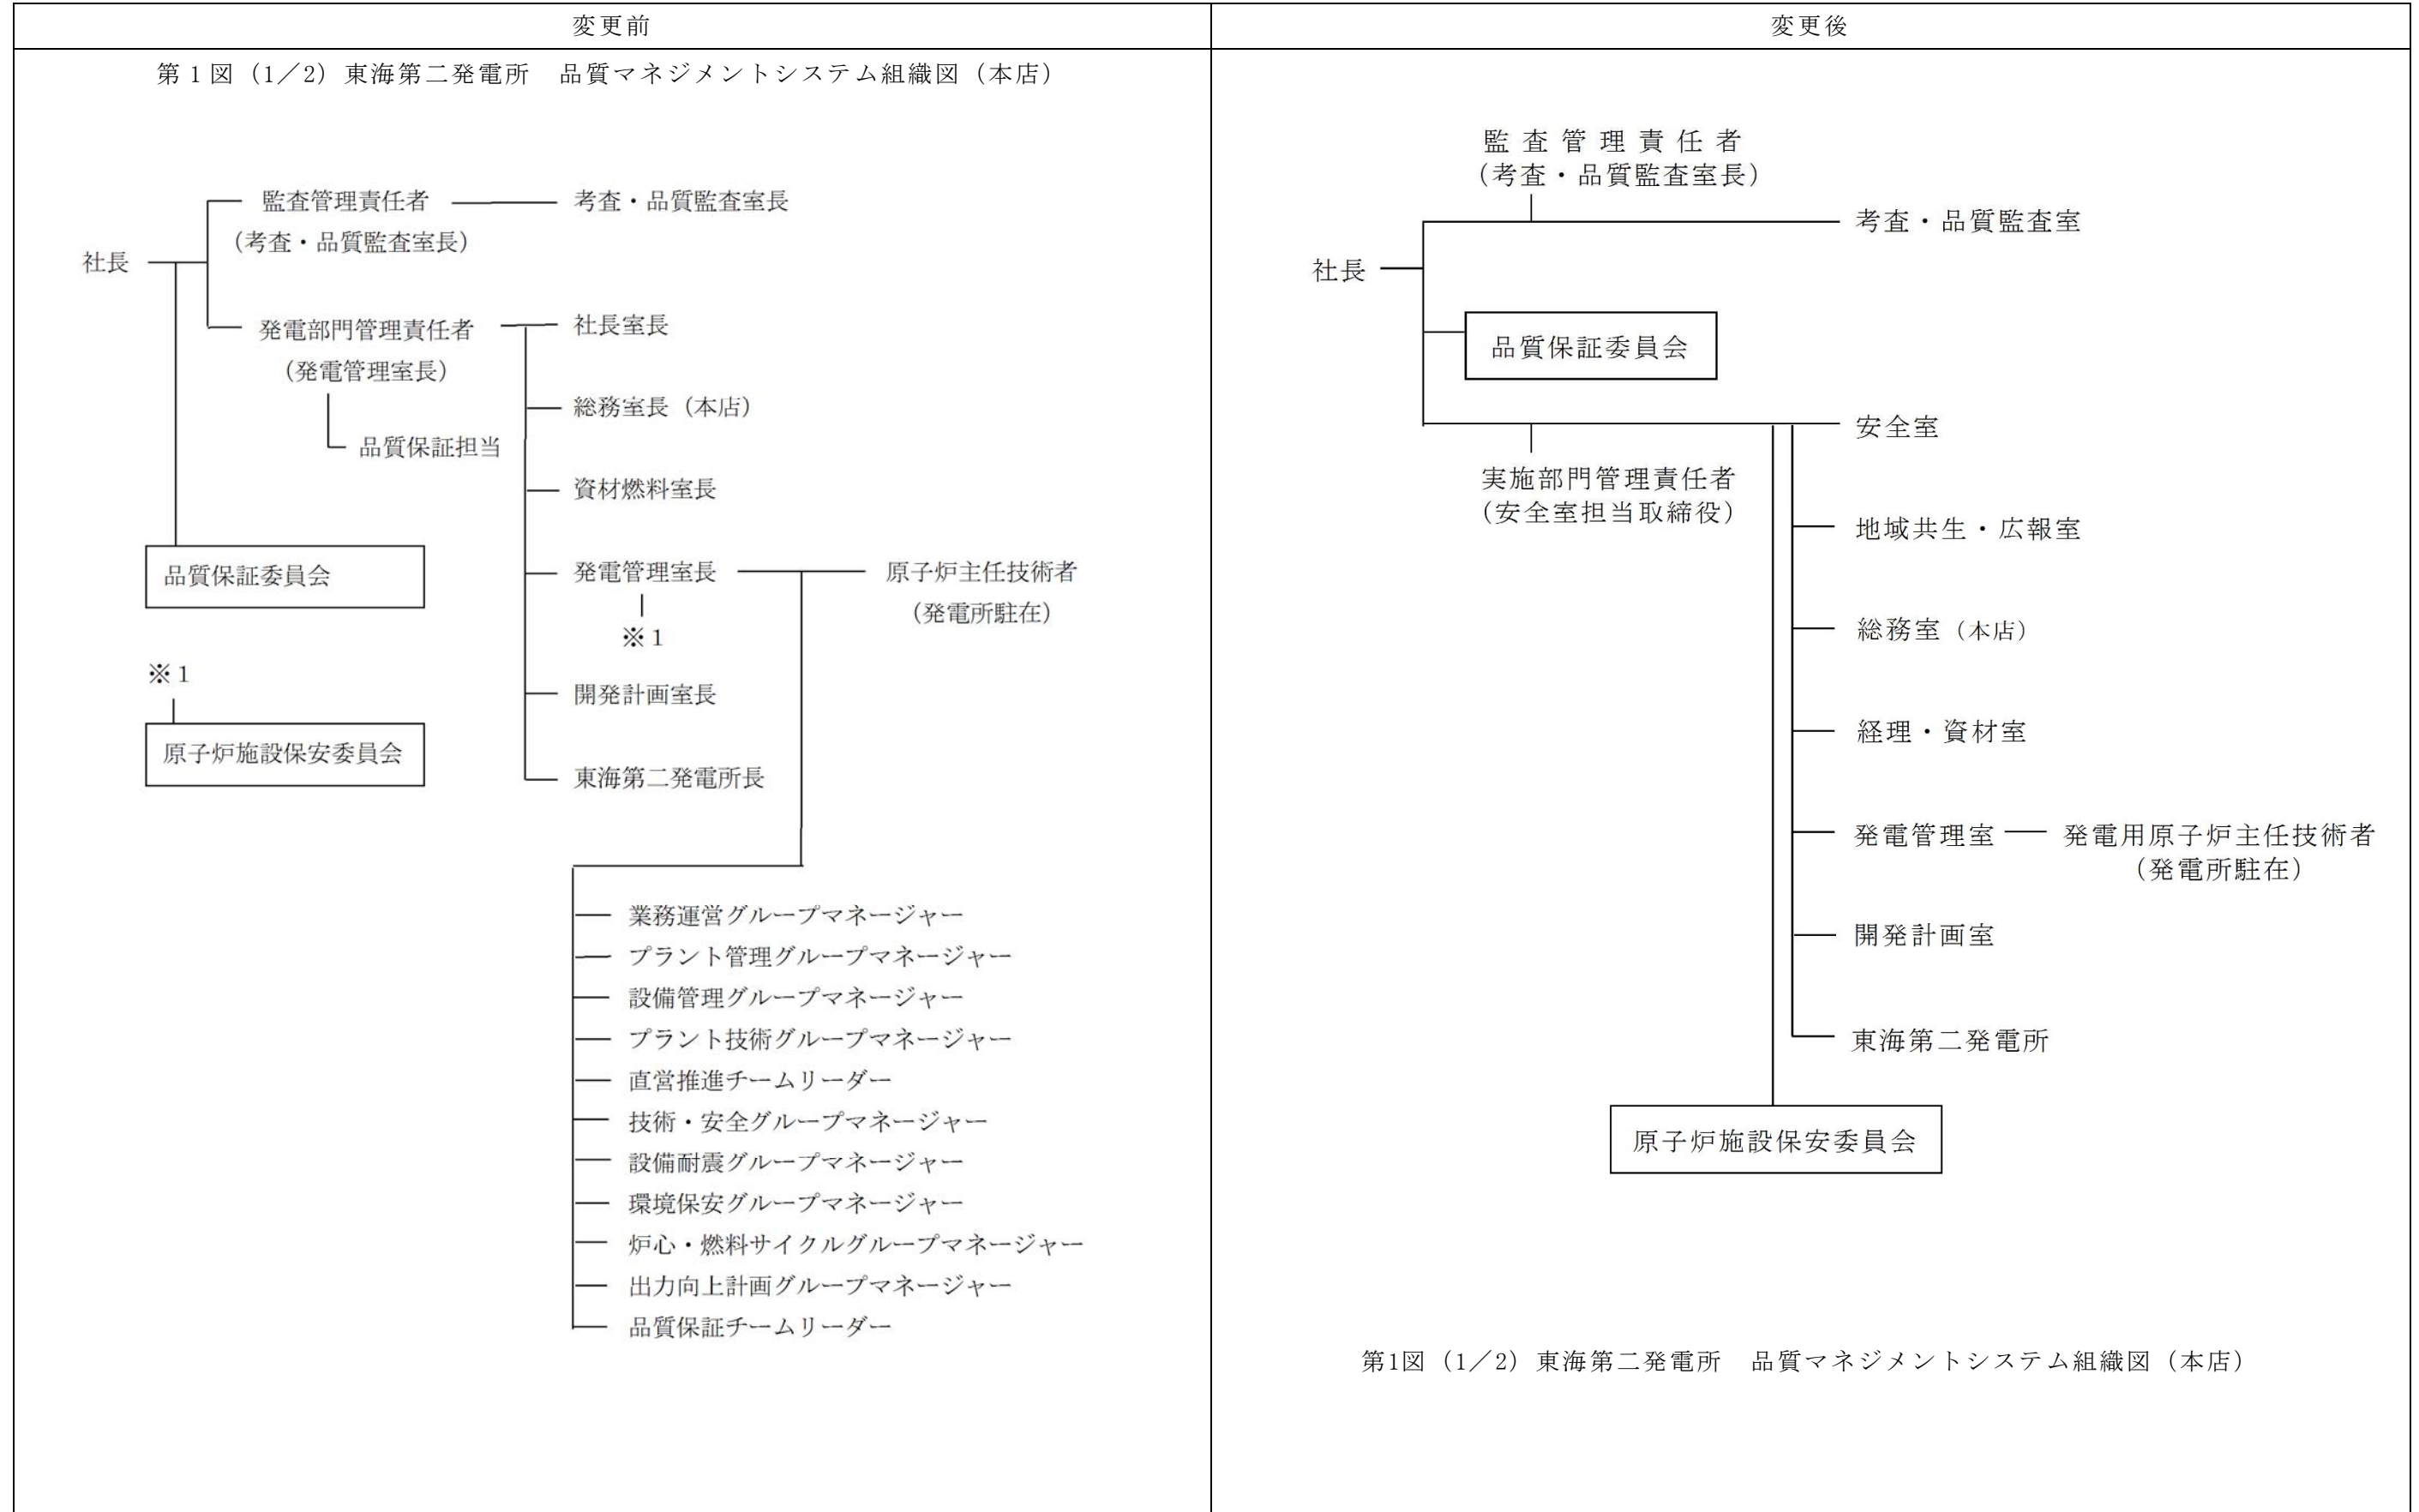 変更前
第1図（1／2）東海第二発電所　品質マネジメントシステム組織図（本店）
社長
監査管理責任者
（考査・品質監査室長）
考査・品質監査室長
発電部門管理責任者
（発電管理室長）
品質保証担当
品質保証委員会
※1
原子炉施設保安委員会
社長室長
総務室長（本店）
資材燃料室長
発電管理室長
※1
原子炉主任技術者
（発電所駐在）
開発計画室長
東海第二発電所長
業務運営グループマネージャー
プラント管理グループマネージャー
設備管理グループマネージャー
プラント技術グループマネージャー
直営推進チームリーダー
技術・安全グループマネージャー
設備耐震グループマネージャー
環境保安グループマネージャー
炉心・燃料サイクルグループマネージャー
出力向上計画グループマネージャー
品質保証チームリーダー
変更後
監査管理責任者
（考査・品質監査室長）
考査・品質監査室
社長
品質保証委員会
安全室
実施部門管理責任者
（安全室担当取締役）
地域共生・広報室
総務室（本店）
経理・資材室
発電管理室
発電用原子炉主任技術者
（発電所駐在）
開発計画室
東海第二発電所
原子炉施設保安委員会
第1図（1／2）東海第二発電所　品質マネジメントシステム組織図（本店）